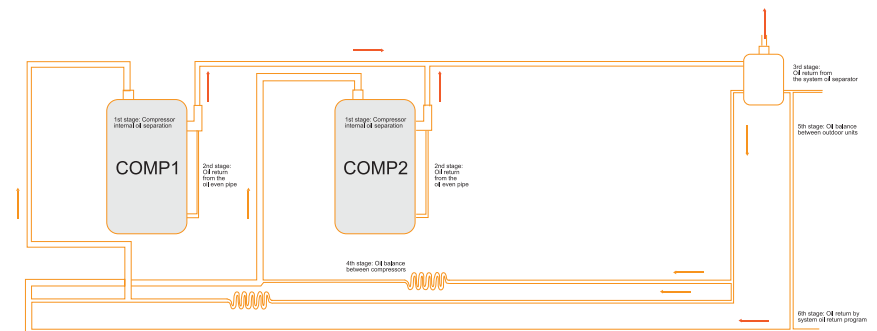 1st stage: Compressor
internal oil separation
COMP1
2nd stage:
Oil return
from the
oil even pipe
1st stage: Compressor
internal oil separation
COMP2
2nd stage:
Oil return
from the
oil even pipe
3rd stage:
Oil return from
the system oil separator
5th stage: Oil balance
between outdoor units
4th stage: Oil balance
between compressors
6th stage: Oil return by
system oil return program